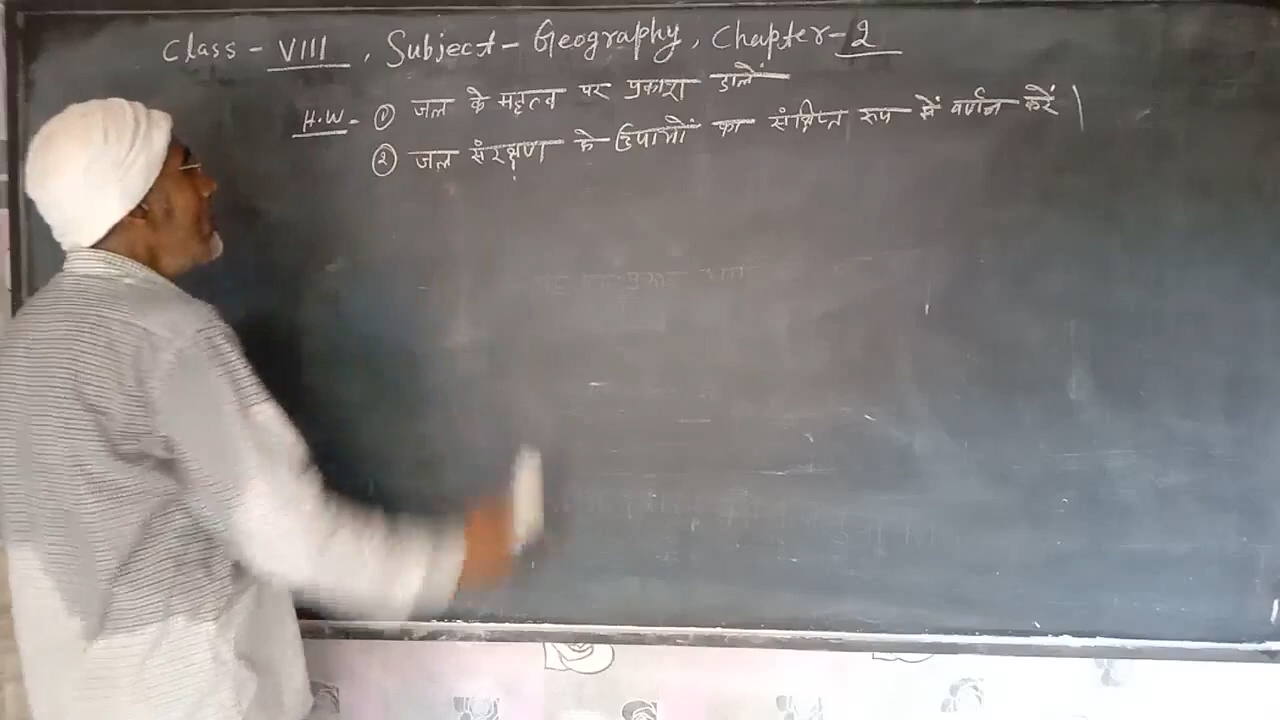 Class - VIII , Subject - Geography, Chapter - 2
H.W - ① जल के महत्व पर प्रकाश डालें
② जल संरक्षण के उपायों का संक्षिप्त रूप में वर्णन करें |